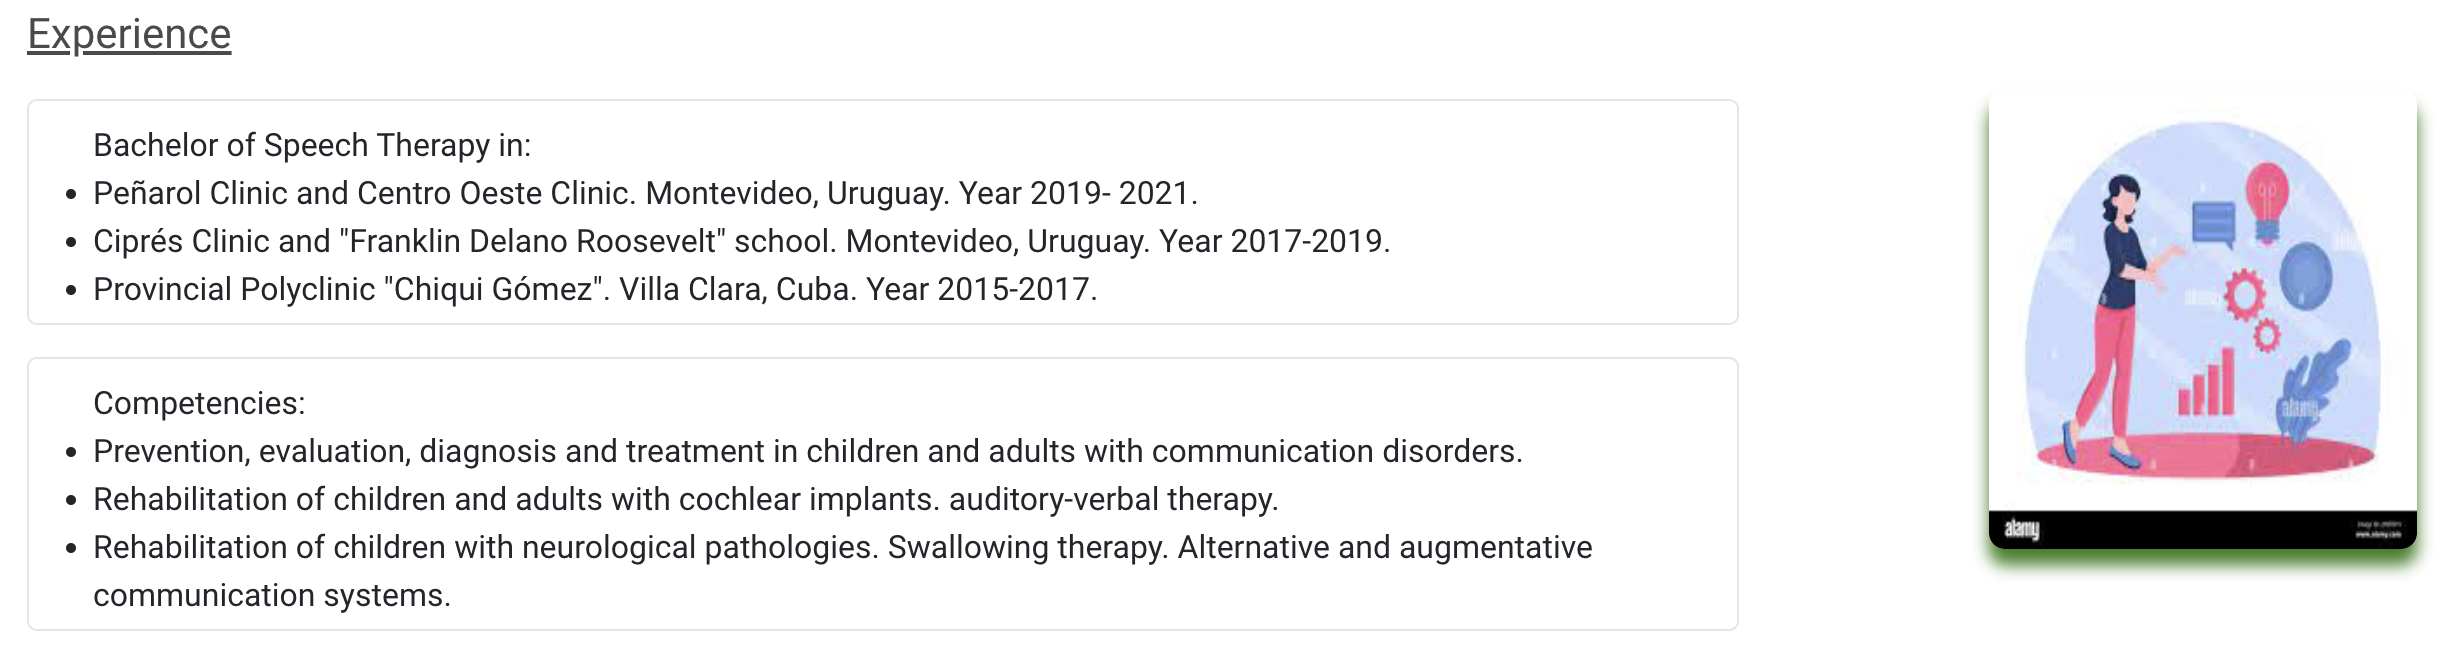 Experience
Bachelor of Speech Therapy in:
Peñarol Clinic and Centro Oeste Clinic. Montevideo, Uruguay. Year 2019- 2021.
Ciprés Clinic and "Franklin Delano Roosevelt" school. Montevideo, Uruguay. Year 2017-2019.
Provincial Polyclinic "Chiqui Gómez". Villa Clara, Cuba. Year 2015-2017.
Competencies:
Prevention, evaluation, diagnosis and treatment in children and adults with communication disorders.
Rehabilitation of children and adults with cochlear implants. auditory-verbal therapy.
Rehabilitation of children with neurological pathologies. Swallowing therapy. Alternative and augmentative
communication systems.
alamy
alamy